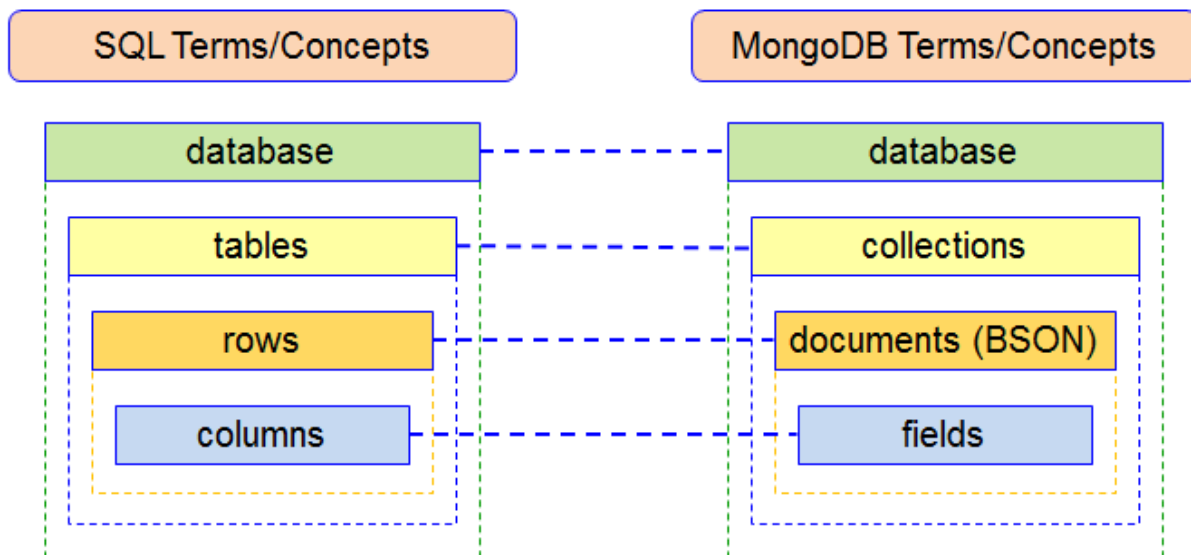 SQL Terms/Concepts
MongoDB Terms/Concepts
database
database
tables
collections
rows
documents (BSON)
columns
fields